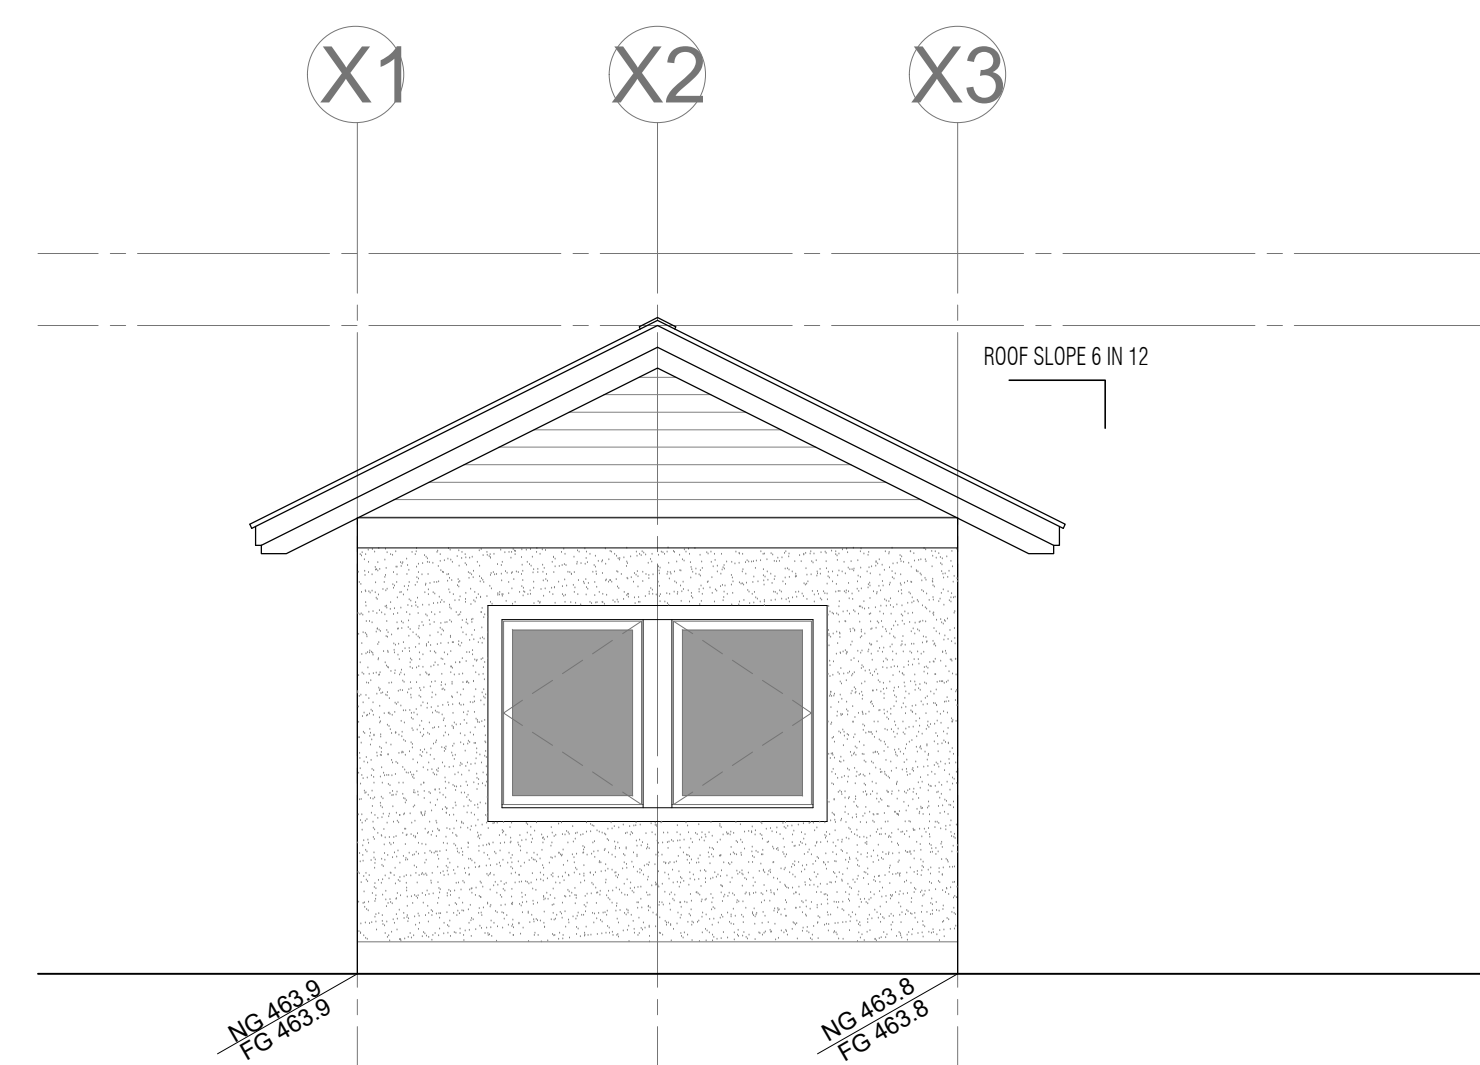 X1
X2
X3
ROOF SLOPE 6 IN 12
NG 463.9
FG 463.9
NG 463.8
FG 463.8